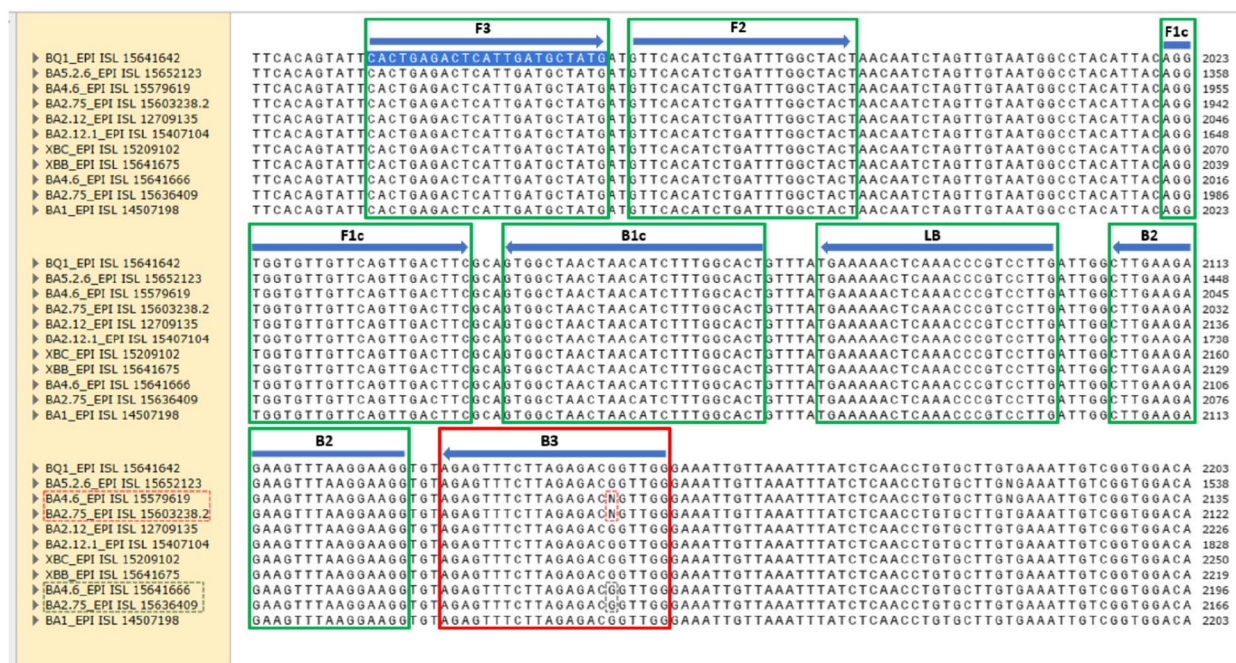 F3 F2 F1c
BQ1_EPI ISL 15641642 TTCACAGTATTCACTGAGACTCATTGATGCTATGATGTTCACATCTGATTTGGCTACTAACAATCTAGTTGTAATGGCCTACATTACAGG 2023
BA5.2.6_EPI ISL 15652123 TTCACAGTATTCACTGAGACTCATTGATGCTATGATGTTCACATCTGATTTGGCTACTAACAATCTAGTTGTAATGGCCTACATTACAGG 1358
BA4.6_EPI ISL 15579619 TTCACAGTATTCACTGAGACTCATTGATGCTATGATGTTCACATCTGATTTGGCTACTAACAATCTAGTTGTAATGGCCTACATTACAGG 1955
BA2.75_EPI ISL 15603238.2 TTCACAGTATTCACTGAGACTCATTGATGCTATGATGTTCACATCTGATTTGGCTACTAACAATCTAGTTGTAATGGCCTACATTACAGG 1942
BA2.12_EPI ISL 12709135 TTCACAGTATTCACTGAGACTCATTGATGCTATGATGTTCACATCTGATTTGGCTACTAACAATCTAGTTGTAATGGCCTACATTACAGG 2046
BA2.12.1_EPI ISL 15407104 TTCACAGTATTCACTGAGACTCATTGATGCTATGATGTTCACATCTGATTTGGCTACTAACAATCTAGTTGTAATGGCCTACATTACAGG 1648
XBC_EPI ISL 15209102 TTCACAGTATTCACTGAGACTCATTGATGCTATGATGTTCACATCTGATTTGGCTACTAACAATCTAGTTGTAATGGCCTACATTACAGG 2070
XBB_EPI ISL 15641675 TTCACAGTATTCACTGAGACTCATTGATGCTATGATGTTCACATCTGATTTGGCTACTAACAATCTAGTTGTAATGGCCTACATTACAGG 2039
BA4.6_EPI ISL 15641666 TTCACAGTATTCACTGAGACTCATTGATGCTATGATGTTCACATCTGATTTGGCTACTAACAATCTAGTTGTAATGGCCTACATTACAGG 2016
BA2.75_EPI ISL 15636409 TTCACAGTATTCACTGAGACTCATTGATGCTATGATGTTCACATCTGATTTGGCTACTAACAATCTAGTTGTAATGGCCTACATTACAGG 1986
BA1_EPI ISL 14507198 TTCACAGTATTCACTGAGACTCATTGATGCTATGATGTTCACATCTGATTTGGCTACTAACAATCTAGTTGTAATGGCCTACATTACAGG 2023
F1c B1c LB B2
BQ1_EPI ISL 15641642 TGGTGTTGTTCAGTTGACTTCGCAGTGGCTAACTAACATCTTTGGCACTGTTTATGAAAAACTCAAACCCGTCCTTGATTGGCTTGAAGA 2113
BA5.2.6_EPI ISL 15652123 TGGTGTTGTTCAGTTGACTTCGCAGTGGCTAACTAACATCTTTGGCACTGTTTATGAAAAACTCAAACCCGTCCTTGATTGGCTTGAAGA 1448
BA4.6_EPI ISL 15579619 TGGTGTTGTTCAGTTGACTTCGCAGTGGCTAACTAACATCTTTGGCACTGTTTATGAAAAACTCAAACCCGTCCTTGATTGGCTTGAAGA 2045
BA2.75_EPI ISL 15603238.2 TGGTGTTGTTCAGTTGACTTCGCAGTGGCTAACTAACATCTTTGGCACTGTTTATGAAAAACTCAAACCCGTCCTTGATTGGCTTGAAGA 2032
BA2.12_EPI ISL 12709135 TGGTGTTGTTCAGTTGACTTCGCAGTGGCTAACTAACATCTTTGGCACTGTTTATGAAAAACTCAAACCCGTCCTTGATTGGCTTGAAGA 2136
BA2.12.1_EPI ISL 15407104 TGGTGTTGTTCAGTTGACTTCGCAGTGGCTAACTAACATCTTTGGCACTGTTTATGAAAAACTCAAACCCGTCCTTGATTGGCTTGAAGA 1738
XBC_EPI ISL 15209102 TGGTGTTGTTCAGTTGACTTCGCAGTGGCTAACTAACATCTTTGGCACTGTTTATGAAAAACTCAAACCCGTCCTTGATTGGCTTGAAGA 2160
XBB_EPI ISL 15641675 TGGTGTTGTTCAGTTGACTTCGCAGTGGCTAACTAACATCTTTGGCACTGTTTATGAAAAACTCAAACCCGTCCTTGATTGGCTTGAAGA 2129
BA4.6_EPI ISL 15641666 TGGTGTTGTTCAGTTGACTTCGCAGTGGCTAACTAACATCTTTGGCACTGTTTATGAAAAACTCAAACCCGTCCTTGATTGGCTTGAAGA 2106
BA2.75_EPI ISL 15636409 TGGTGTTGTTCAGTTGACTTCGCAGTGGCTAACTAACATCTTTGGCACTGTTTATGAAAAACTCAAACCCGTCCTTGATTGGCTTGAAGA 2076
BA1_EPI ISL 14507198 TGGTGTTGTTCAGTTGACTTCGCAGTGGCTAACTAACATCTTTGGCACTGTTTATGAAAAACTCAAACCCGTCCTTGATTGGCTTGAAGA 2113
B2 B3
BQ1_EPI ISL 15641642 GAAGTTTAAGGAAGGTGTAGAGTTTCTTAGAGACGGTTGGGAAATTGTTAAATTTATCTCAACCTGTGCTTGTGAAATTGTCGGTGGACA 2203
BA5.2.6_EPI ISL 15652123 GAAGTTTAAGGAAGGTGTAGAGTTTCTTAGAGACGGTTGGGAAATTGTTAAATTTATCTCAACCTGTGCTTGNGAAATTGTCGGTGGACA 1538
BA4.6_EPI ISL 15579619 GAAGTTTAAGGAAGGTGTAGAGTTTCTTAGAGACNGTTGGGAAATTGTTAAATTTATCTCAACCTGTGCTTGNGAAATTGTCGGTGGACA 2135
BA2.75_EPI ISL 15603238.2 GAAGTTTAAGGAAGGTGTAGAGTTTCTTAGAGACNGTTGGGAAATTGTTAAATTTATCTCAACCTGTGCTTGTGAAATTGTCGGTGGACA 2122
BA2.12_EPI ISL 12709135 GAAGTTTAAGGAAGGTGTAGAGTTTCTTAGAGACGGTTGGGAAATTGTTAAATTTATCTCAACCTGTGCTTGTGAAATTGTCGGTGGACA 2226
BA2.12.1_EPI ISL 15407104 GAAGTTTAAGGAAGGTGTAGAGTTTCTTAGAGACGGTTGGGAAATTGTTAAATTTATCTCAACCTGTGCTTGTGAAATTGTCGGTGGACA 1828
XBC_EPI ISL 15209102 GAAGTTTAAGGAAGGTGTAGAGTTTCTTAGAGACGGTTGGGAAATTGTTAAATTTATCTCAACCTGTGCTTGTGAAATTGTCGGTGGACA 2250
XBB_EPI ISL 15641675 GAAGTTTAAGGAAGGTGTAGAGTTTCTTAGAGACGGTTGGGAAATTGTTAAATTTATCTCAACCTGTGCTTGTGAAATTGTCGGTGGACA 2219
BA4.6_EPI ISL 15641666 GAAGTTTAAGGAAGGTGTAGAGTTTCTTAGAGACGGTTGGGAAATTGTTAAATTTATCTCAACCTGTGCTTGTGAAATTGTCGGTGGACA 2196
BA2.75_EPI ISL 15636409 GAAGTTTAAGGAAGGTGTAGAGTTTCTTAGAGACGGTTGGGAAATTGTTAAATTTATCTCAACCTGTGCTTGTGAAATTGTCGGTGGACA 2166
BA1_EPI ISL 14507198 GAAGTTTAAGGAAGGTGTAGAGTTTCTTAGAGACGGTTGGGAAATTGTTAAATTTATCTCAACCTGTGCTTGTGAAATTGTCGGTGGACA 2203